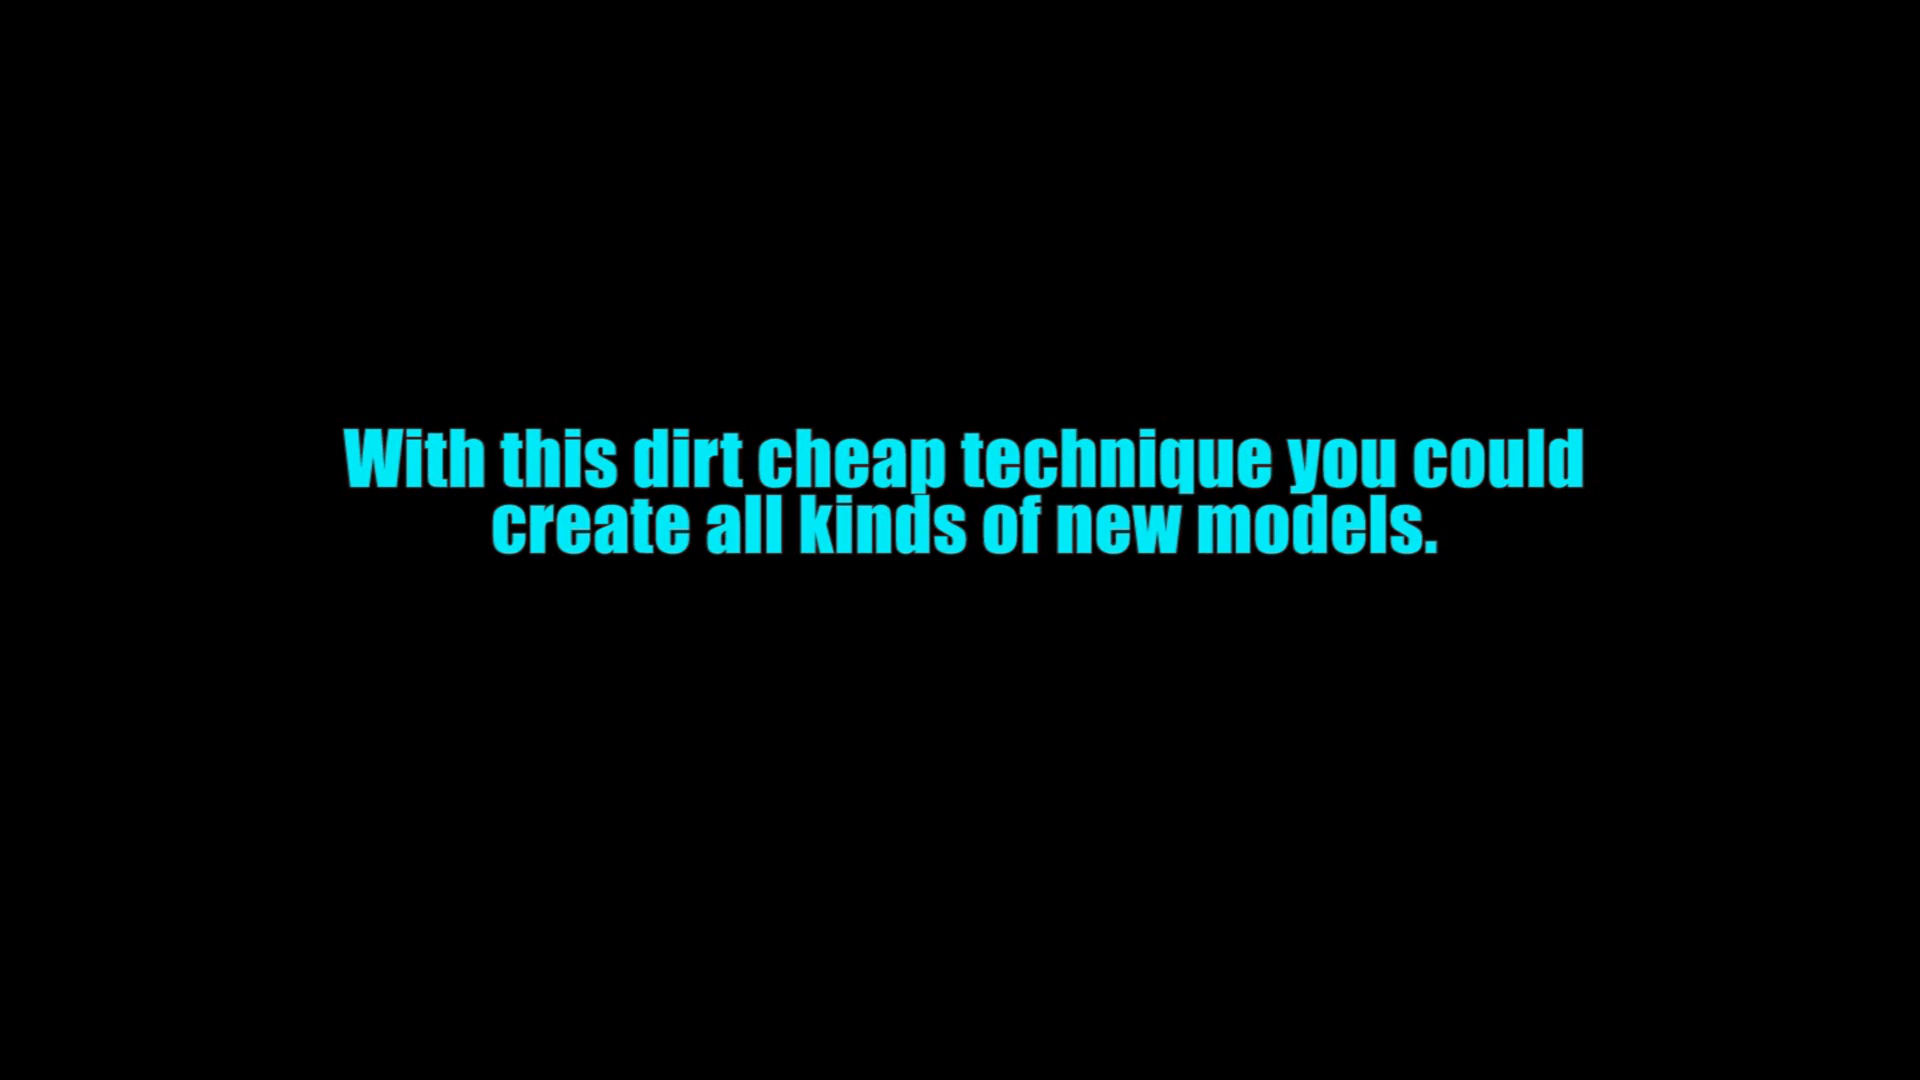 With this dirt cheap technique you could
create all kinds of new models.